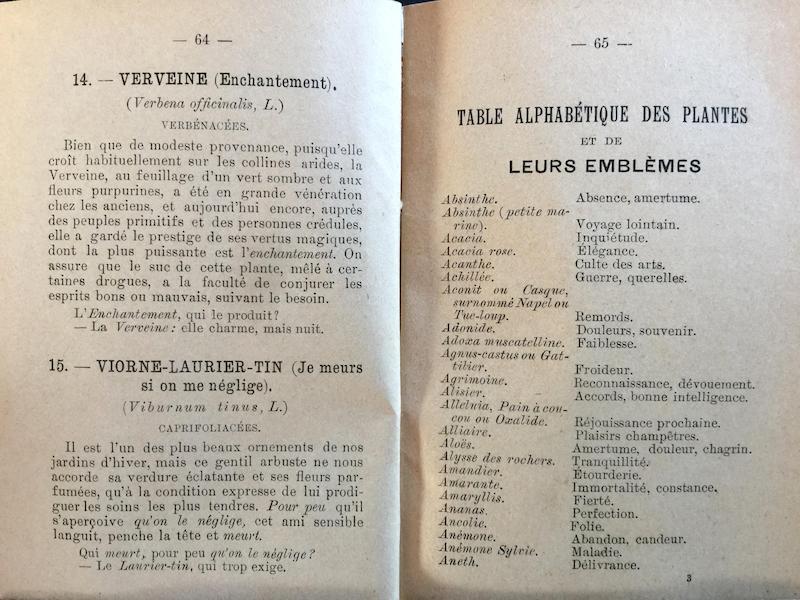 — 64 —
14. — VERVEINE (Enchantement).
(Verbena officinalis, L.)
VERBÉNACÉES.
Bien que de modeste provenance, puisqu'elle
croît habituellement sur les collines arides, la
Verveine, au feuillage d'un vert sombre et aux
fleurs purpurines, a été en grande vénération
chez les anciens, et aujourd'hui encore, auprès
des peuples primitifs et des personnes crédules,
elle a gardé le prestige de ses vertus magiques,
dont la plus puissante est l'enchantement. On
assure que le suc de cette plante, mêlé à cer-
taines drogues, a la faculté de conjurer les
esprits bons ou mauvais, suivant le besoin.
L'Enchantement, qui le produit?
— La Verveine: elle charme, mais nuit.
15. — VIORNE-LAURIER-TIN (Je meurs
si on me néglige).
(Viburnum tinus, L.)
CAPRIFOLIACÉES.
Il est l'un des plus beaux ornements de nos
jardins d'hiver, mais ce gentil arbuste ne nous
accorde sa verdure éclatante et ses fleurs par-
fumées, qu'à la condition expresse de lui prodi-
guer les soins les plus tendres. Pour peu qu'il
s'aperçoive qu'on le néglige, cet ami sensible
languit, penche la tête et meurt.
Qui meurt, pour peu qu'on le néglige?
— Le Laurier-tin, qui trop exige.
— 65 —
TABLE ALPHABÉTIQUE DES PLANTES
ET DE
LEURS EMBLÈMES
Absinthe. Absence, amertume.
Absinthe (petite ma-
rine). Voyage lointain.
Acacia. Inquiétude.
Acacia rose. Élégance.
Acanthe. Culte des arts.
Achillée. Guerre, querelles.
Aconit ou Casque,
surnommé Napel ou
Tue-loup. Remords.
Adonide. Douleurs, souvenir.
Adoxa muscatelline. Faiblesse.
Agnus-castus ou Gat-
tilier. Froideur.
Agrimoine. Reconnaissance, dévouement.
Alisier. Accords, bonne intelligence.
Alleluia, Pain à cou-
cou ou Oxalide. Réjouissance prochaine.
Alliaire. Plaisirs champêtres.
Aloès. Amertume, douleur, chagrin.
Alysse des rochers. Tranquillité.
Amandier. Étourderie.
Amarante. Immortalité, constance.
Amaryllis. Fierté.
Ananas. Perfection.
Ancolie. Folie.
Anémone. Abandon, candeur.
Anémone Sylvie. Maladie.
Aneth. Délivrance.
3